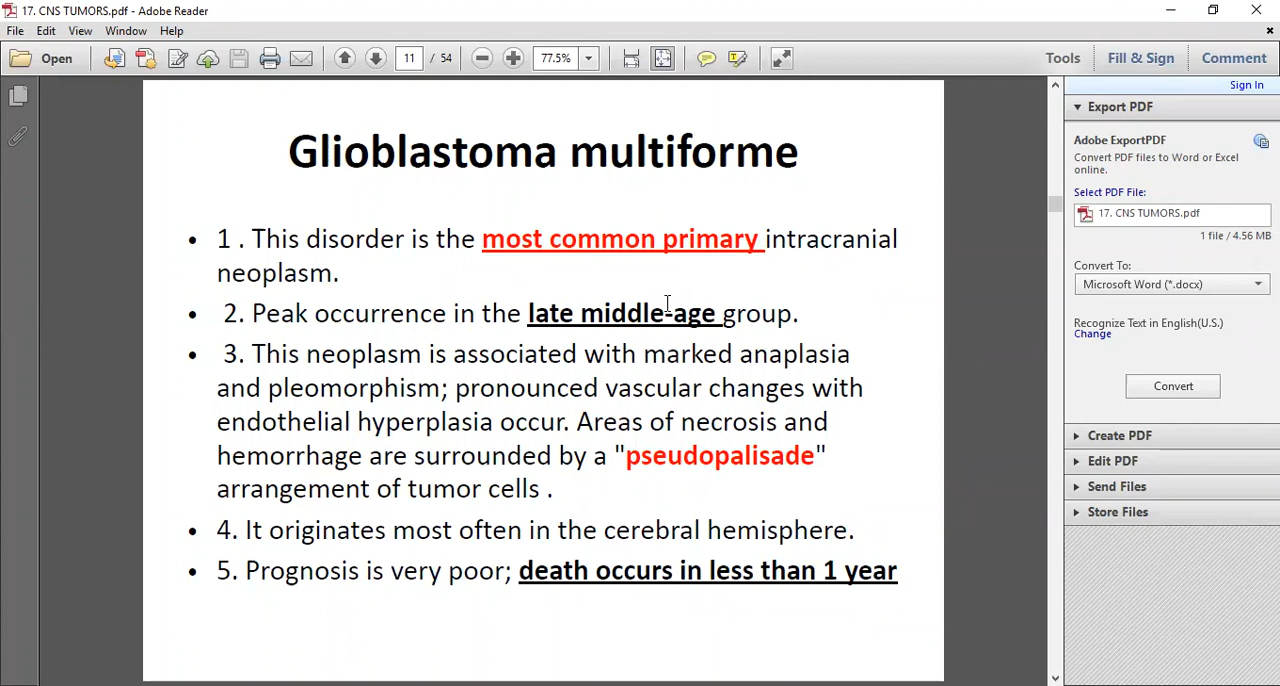 17. CNS TUMORS.pdf - Adobe Reader
File Edit View Window Help
Open 11 / 54 77.5% Tools Fill & Sign Comment
Sign In
Export PDF
Adobe ExportPDF
Convert PDF files to Word or Excel
online.
Select PDF File:
17. CNS TUMORS.pdf
1 file / 4.56 MB
Convert To:
Microsoft Word (*.docx)
Recognize Text in English(U.S.)
Change
Convert
Create PDF
Edit PDF
Send Files
Store Files
Glioblastoma multiforme
• 1 . This disorder is the most common primary intracranial
neoplasm.
• 2. Peak occurrence in the late middle-age group.
• 3. This neoplasm is associated with marked anaplasia
and pleomorphism; pronounced vascular changes with
endothelial hyperplasia occur. Areas of necrosis and
hemorrhage are surrounded by a "pseudopalisade"
arrangement of tumor cells .
• 4. It originates most often in the cerebral hemisphere.
• 5. Prognosis is very poor; death occurs in less than 1 year